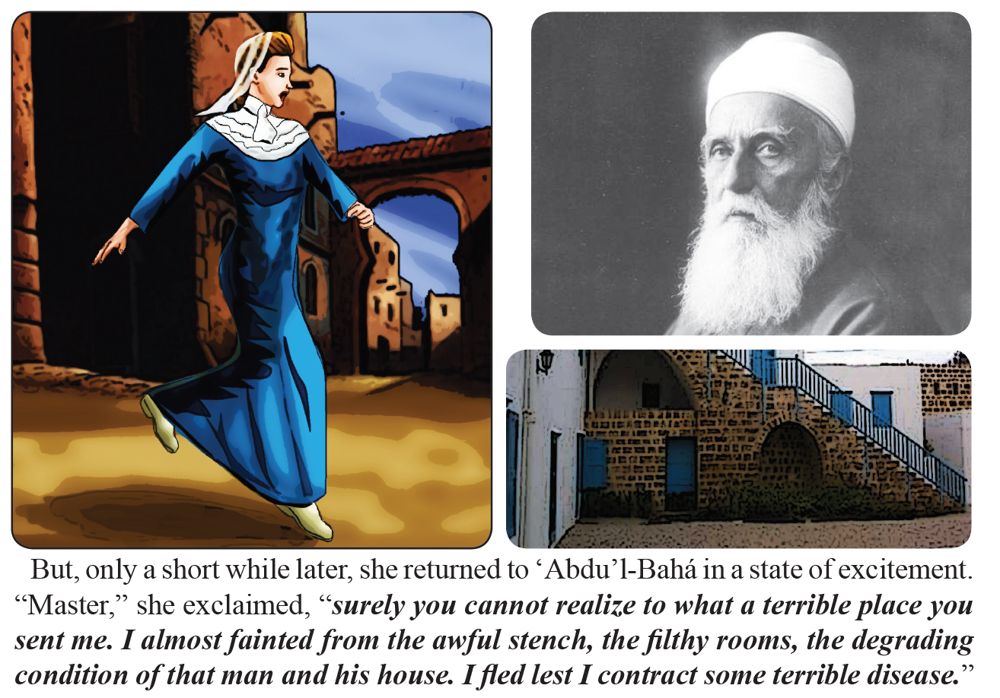 But, only a short while later, she returned to ‘Abdu’l-Bahá in a state of excitement.
“Master,” she exclaimed, “surely you cannot realize to what a terrible place you
sent me. I almost fainted from the awful stench, the filthy rooms, the degrading
condition of that man and his house. I fled lest I contract some terrible disease.”